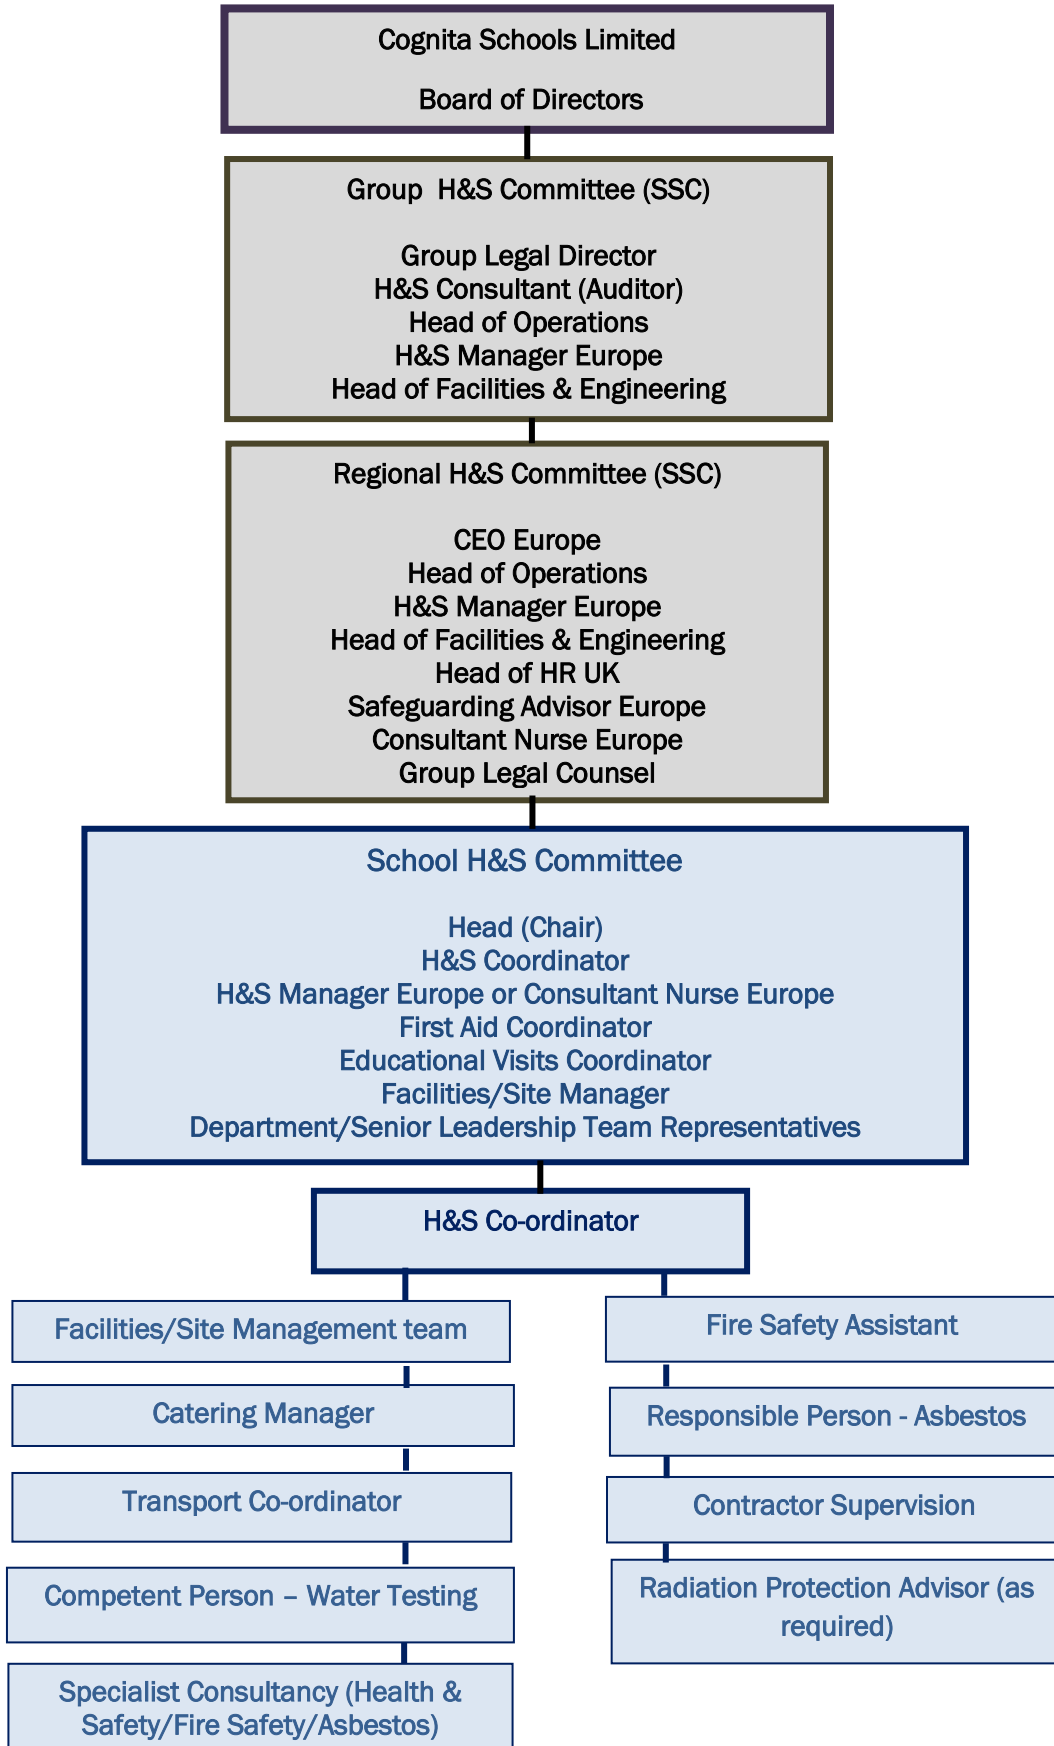 Cognita Schools Limited
Board of Directors
Group H&S Committee (SSC)
Group Legal Director
H&S Consultant (Auditor)
Head of Operations
H&S Manager Europe
Head of Facilities & Engineering
Regional H&S Committee (SSC)
CEO Europe
Head of Operations
H&S Manager Europe
Head of Facilities & Engineering
Head of HR UK
Safeguarding Advisor Europe
Consultant Nurse Europe
Group Legal Counsel
School H&S Committee
Head (Chair)
H&S Coordinator
H&S Manager Europe or Consultant Nurse Europe
First Aid Coordinator
Educational Visits Coordinator
Facilities/Site Manager
Department/Senior Leadership Team Representatives
H&S Co-ordinator
Facilities/Site Management team
Catering Manager
Transport Co-ordinator
Competent Person – Water Testing
Specialist Consultancy (Health &
Safety/Fire Safety/Asbestos)
Fire Safety Assistant
Responsible Person - Asbestos
Contractor Supervision
Radiation Protection Advisor (as
required)